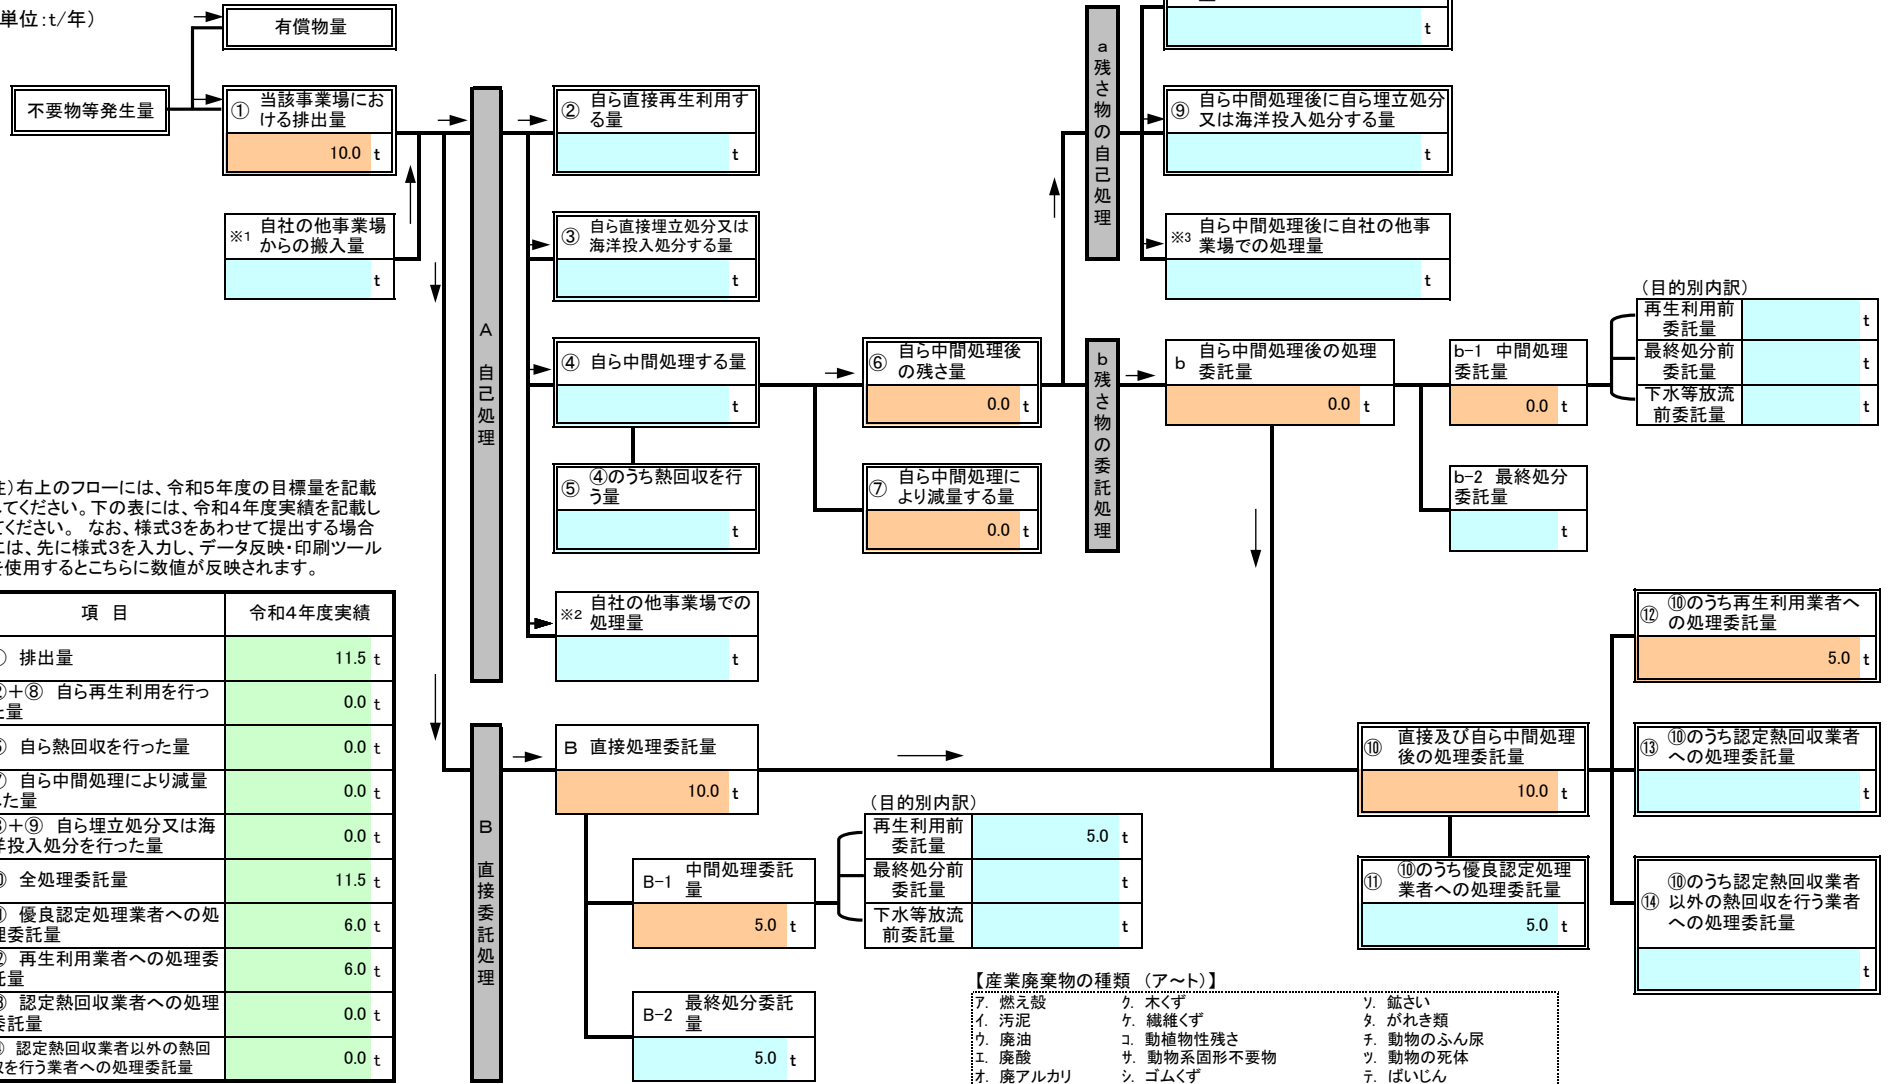 単位:t/年)
有償物量
不要物等発生量
① 当該事業場にお
ける排出量
10.0 t
※1 自社の他事業場
からの搬入量
t
A 自己処理
② 自ら直接再生利用す
る量
t
③ 自ら直接埋立処分又は
海洋投入処分する量
t
④ 自ら中間処理する量
t
⑤ ④のうち熱回収を行
う量
t
※2 自社の他事業場での
処理量
t
⑥ 自ら中間処理後
の残さ量
0.0 t
⑦ 自ら中間処理に
より減量する量
0.0 t
a残さ物の自己処理
t
⑨ 自ら中間処理後に自ら埋立処分
又は海洋投入処分する量
t
※3 自ら中間処理後に自社の他事
業場での処理量
t
b残さ物の委託処理
b 自ら中間処理後の処理
委託量
0.0 t
b-1 中間処理
委託量
0.0 t
b-2 最終処分
委託量
t
(目的別内訳)
再生利用前
委託量
t
最終処分前
委託量
t
下水等放流
前委託量
t
)右上のフローには、令和5年度の目標量を記載
してください。下の表には、令和4年度実績を記載し
てください。 なお、様式3をあわせて提出する場合
には、先に様式3を入力し、データ反映・印刷ツール
を使用するとこちらに数値が反映されます。
項 目 令和4年度実績
排出量 11.5 t
+⑧ 自ら再生利用を行っ
た量 0.0 t
自ら熱回収を行った量 0.0 t
自ら中間処理により減量
した量 0.0 t
+⑨ 自ら埋立処分又は海
洋投入処分を行った量 0.0 t
全処理委託量 11.5 t
優良認定処理業者への処
理委託量 6.0 t
再生利用業者への処理委
託量 6.0 t
認定熱回収業者への処理
委託量 0.0 t
認定熱回収業者以外の熱回
収を行う業者への処理委託量 0.0 t
B 直接委託処理
B 直接処理委託量
10.0 t
B-1 中間処理委託
量
5.0 t
B-2 最終処分委託
量
5.0 t
(目的別内訳)
再生利用前
委託量
5.0 t
最終処分前
委託量
t
下水等放流
前委託量
t
⑩ 直接及び自ら中間処理
後の処理委託量
10.0 t
⑪ ⑩のうち優良認定処理
業者への処理委託量
5.0 t
⑫ ⑩のうち再生利用業者へ
の処理委託量
5.0 t
⑬ ⑩のうち認定熱回収業者
への処理委託量
t
⑭ ⑩のうち認定熱回収業者
以外の熱回収を行う業者
への処理委託量
t
【産業廃棄物の種類 (ア~ト)】
ア. 燃え殻 ク. 木くず ソ. 鉱さい
イ. 汚泥 ケ. 繊維くず タ. がれき類
ウ. 廃油 コ. 動植物性残さ チ. 動物のふん尿
エ. 廃酸 サ. 動物系固形不要物 ツ. 動物の死体
オ. 廃アルカリ シ. ゴムくず テ. ばいじん